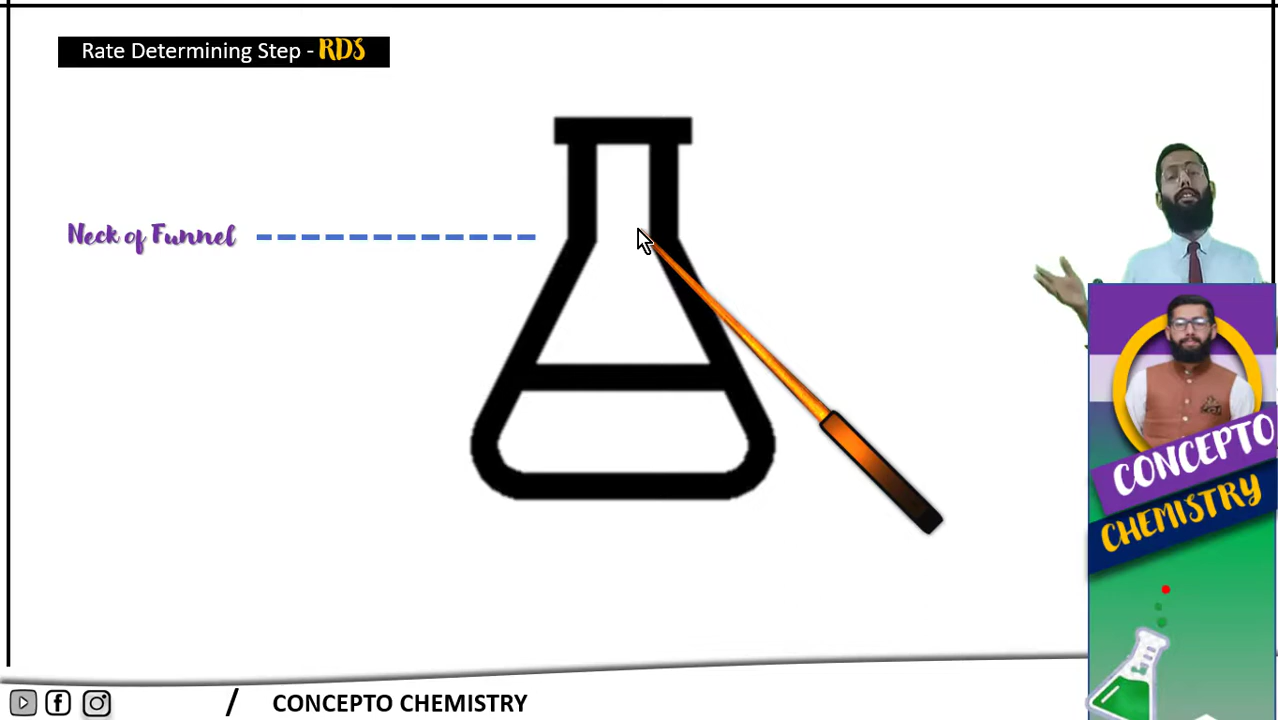 Rate Determining Step - RDS
Neck of Funnel
CONCEPTO
CHEMISTRY
/ CONCEPTO CHEMISTRY